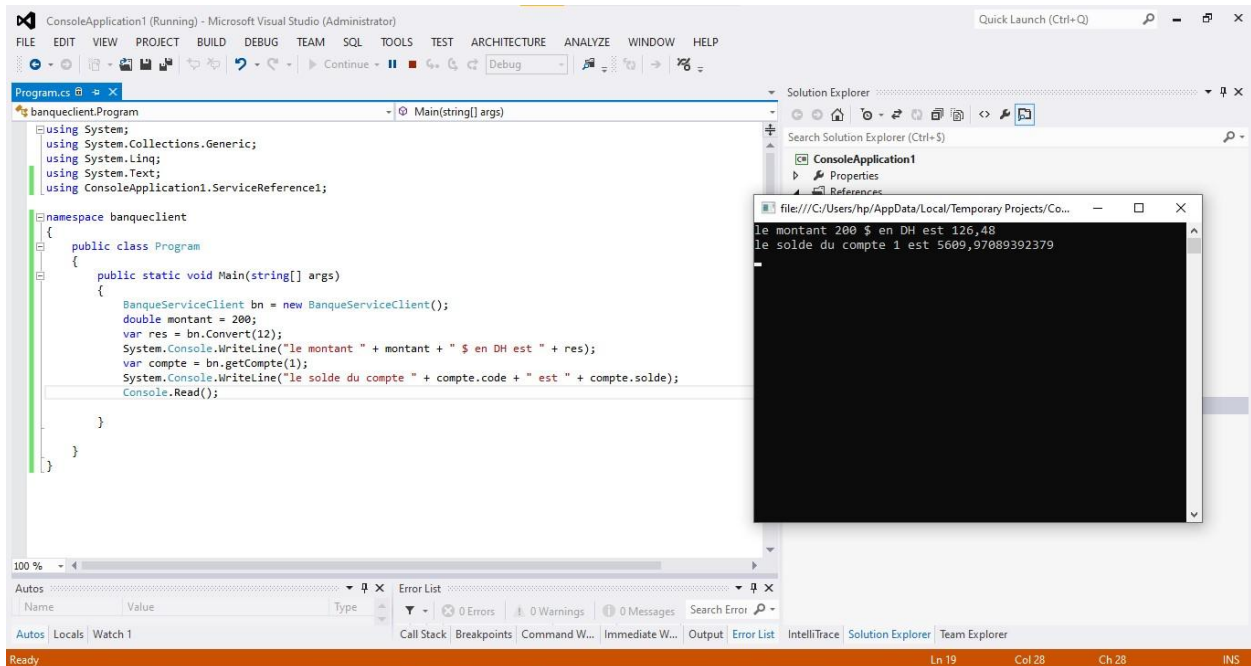 ConsoleApplication1 (Running) - Microsoft Visual Studio (Administrator)
Quick Launch (Ctrl+Q)
FILE EDIT VIEW PROJECT BUILD DEBUG TEAM SQL TOOLS TEST ARCHITECTURE ANALYZE WINDOW HELP
Continue
Debug
Program.cs
banqueclient.Program
Main(string[] args)
using System;
using System.Collections.Generic;
using System.Linq;
using System.Text;
using ConsoleApplication1.ServiceReference1;
namespace banqueclient
{
public class Program
{
public static void Main(string[] args)
{
BanqueServiceClient bn = new BanqueServiceClient();
double montant = 200;
var res = bn.Convert(12);
System.Console.WriteLine("le montant " + montant + " $ en DH est " + res);
var compte = bn.getCompte(1);
System.Console.WriteLine("le solde du compte " + compte.code + " est " + compte.solde);
Console.Read();
}
}
}
Solution Explorer
Search Solution Explorer (Ctrl+$)
ConsoleApplication1
Properties
References
file:///C:/Users/hp/AppData/Local/Temporary Projects/Co...
le montant 200 $ en DH est 126,48
le solde du compte 1 est 5609,97089392379
100 %
Autos
Name Value Type
Autos Locals Watch 1
Error List
0 Errors 0 Warnings 0 Messages Search Error
Call Stack Breakpoints Command W... Immediate W... Output Error List
IntelliTrace Solution Explorer Team Explorer
Ready Ln 19 Col 28 Ch 28 INS